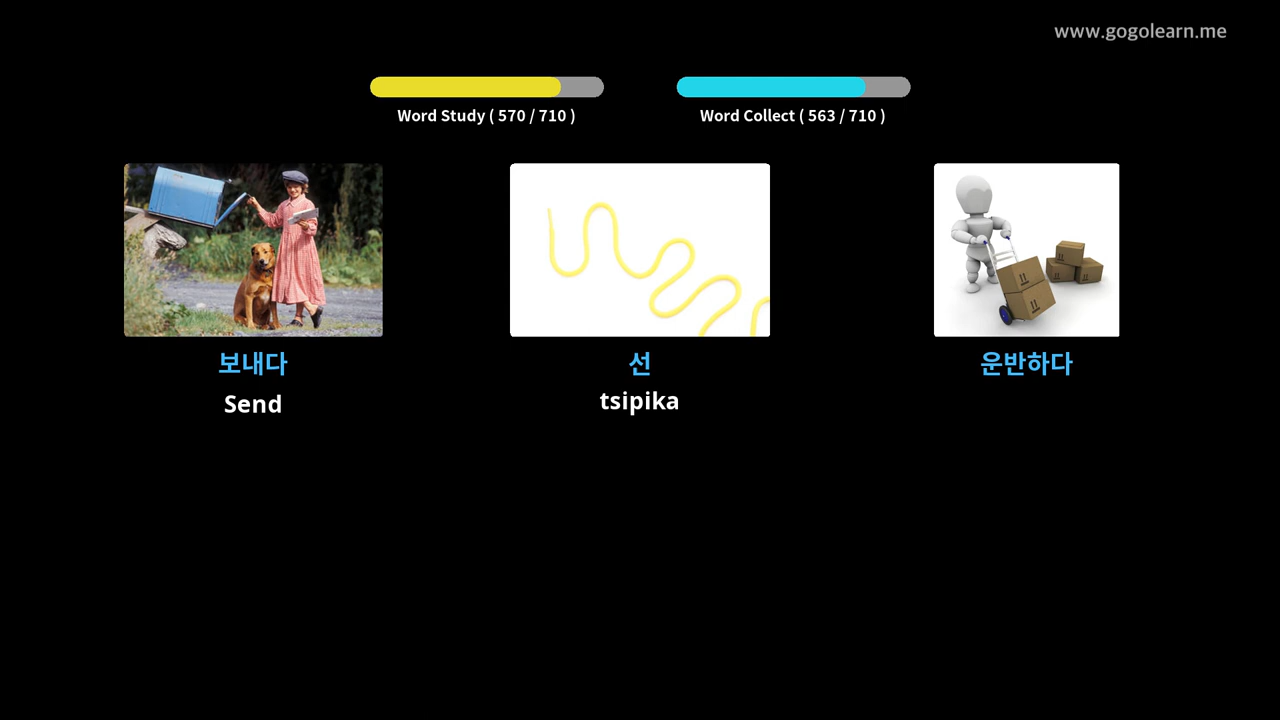 www.gogolearn.me
Word Study ( 570 / 710 )
Word Collect ( 563 / 710 )
보내다
Send
선
tsipika
운반하다